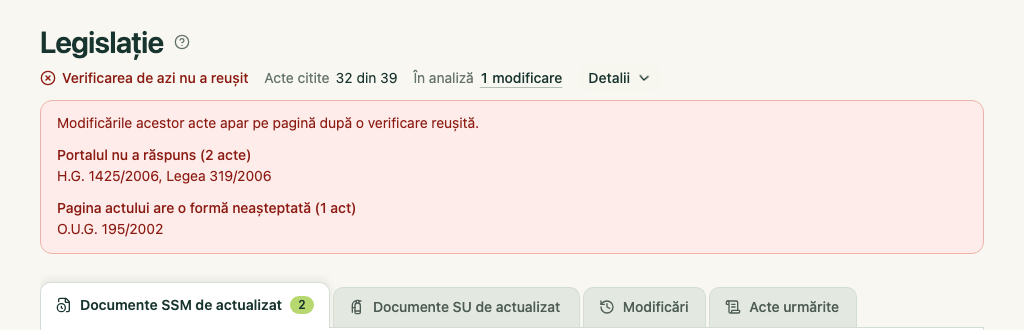 Legislație
Verificarea de azi nu a reușit Acte citite 32 din 39 În analiză 1 modificare Detalii
Modificările acestor acte apar pe pagină după o verificare reușită.
Portalul nu a răspuns (2 acte)
H.G. 1425/2006, Legea 319/2006
Pagina actului are o formă neașteptată (1 act)
O.U.G. 195/2002
Documente SSM de actualizat 2 Documente SU de actualizat Modificări Acte urmărite